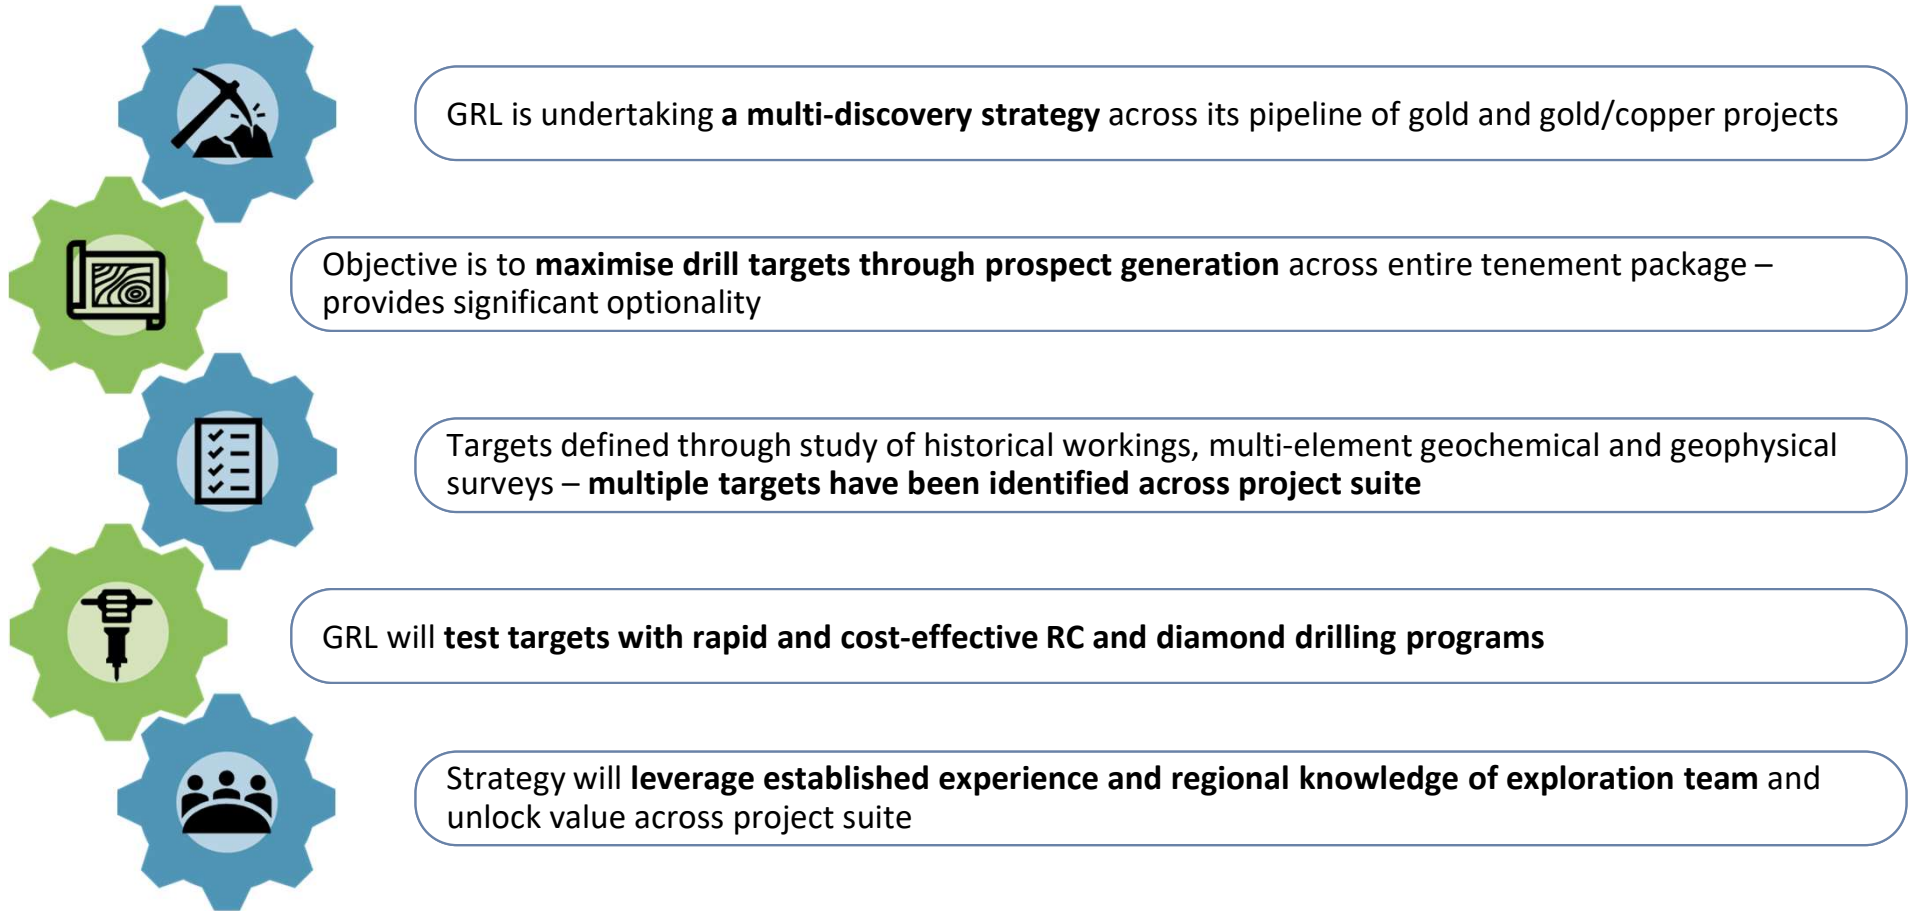 GRL is undertaking a multi-discovery strategy across its pipeline of gold and gold/copper projects
Objective is to maximise drill targets through prospect generation across entire tenement package –
provides significant optionality
Targets defined through study of historical workings, multi-element geochemical and geophysical
surveys – multiple targets have been identified across project suite
GRL will test targets with rapid and cost-effective RC and diamond drilling programs
Strategy will leverage established experience and regional knowledge of exploration team and
unlock value across project suite